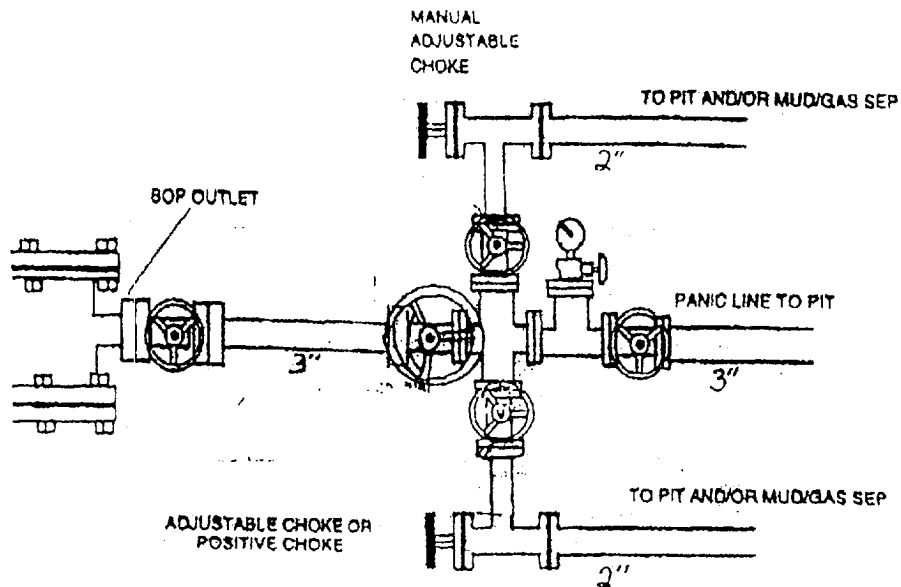 MANUAL
ADJUSTABLE
CHOKE
TO PIT AND/OR MUD/GAS SEP
2"
BOP OUTLET
PANIC LINE TO PIT
3"
3"
TO PIT AND/OR MUD/GAS SEP
ADJUSTABLE CHOKE OR
POSITIVE CHOKE
2"